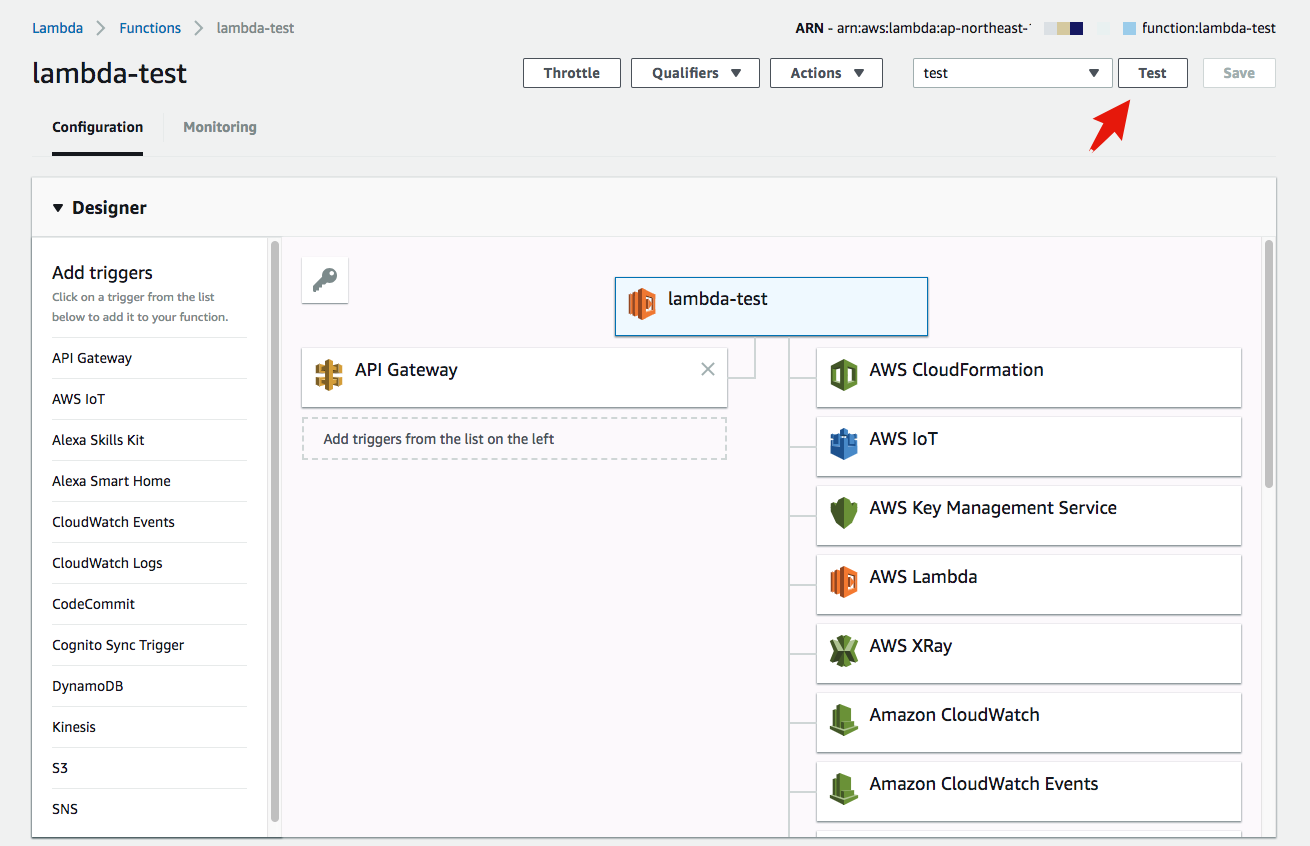 Lambda > Functions > lambda-test
ARN - arn:aws:lambda:ap-northeast- function:lambda-test
lambda-test
Throttle
Qualifiers
Actions
test
Test
Save
Configuration
Monitoring
Designer
Add triggers
Click on a trigger from the list
below to add it to your function.
API Gateway
AWS IoT
Alexa Skills Kit
Alexa Smart Home
CloudWatch Events
CloudWatch Logs
CodeCommit
Cognito Sync Trigger
DynamoDB
Kinesis
S3
SNS
lambda-test
API Gateway
Add triggers from the list on the left
AWS CloudFormation
AWS IoT
AWS Key Management Service
AWS Lambda
AWS XRay
Amazon CloudWatch
Amazon CloudWatch Events